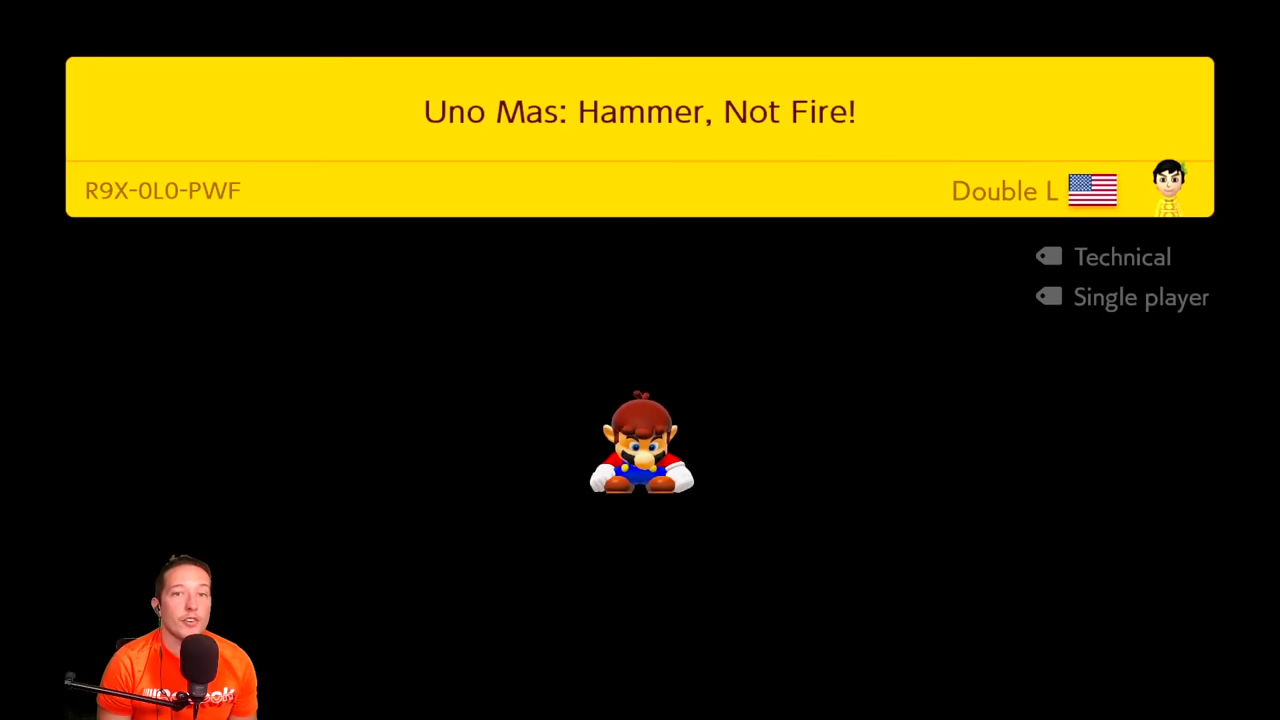 Uno Mas: Hammer, Not Fire!
R9X-0L0-PWF
Double L
Technical
Single player